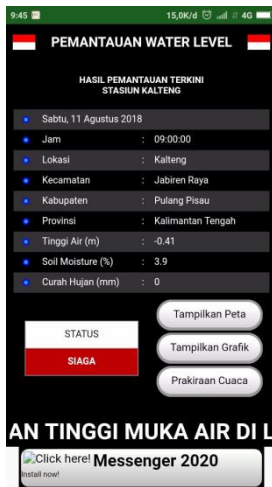 9:45
15,0K/d 4G
PEMANTAUAN WATER LEVEL
HASIL PEMANTAUAN TERKINI
STASIUN KALTENG
Sabtu, 11 Agustus 2018
Jam : 09:00:00
Lokasi : Kalteng
Kecamatan : Jabiren Raya
Kabupaten : Pulang Pisau
Provinsi : Kalimantan Tengah
Tinggi Air (m) : -0.41
Soil Moisture (%) : 3.9
Curah Hujan (mm) : 0
Tampilkan Peta
STATUS
Tampilkan Grafik
SIAGA
Prakiraan Cuaca
AN TINGGI MUKA AIR DI L
Click here! Messenger 2020
Install now!